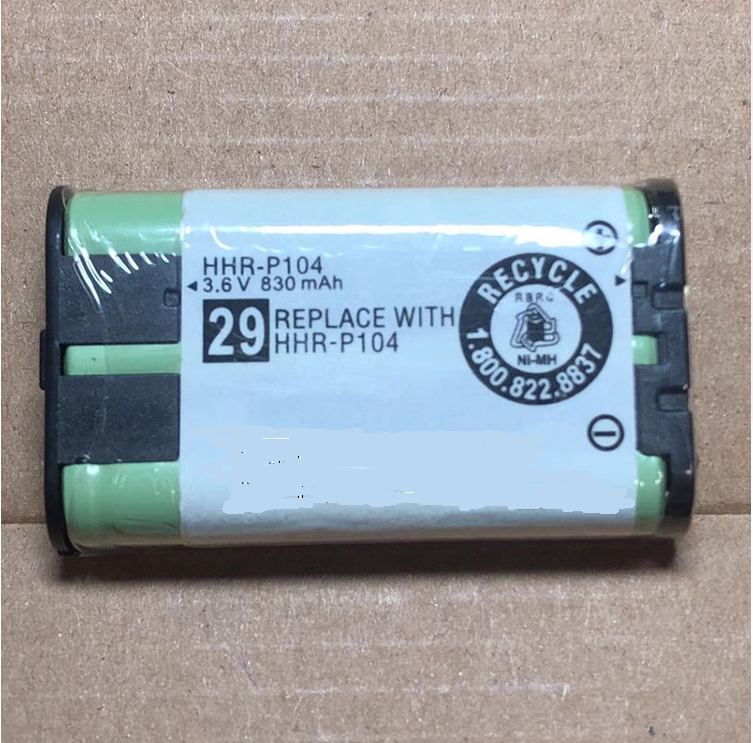 HHR-P104
3.6 V 830 mAh
29 REPLACE WITH
HHR-P104
+
RECYCLE
RBRC
Ni-MH
1.800.822.8837
−